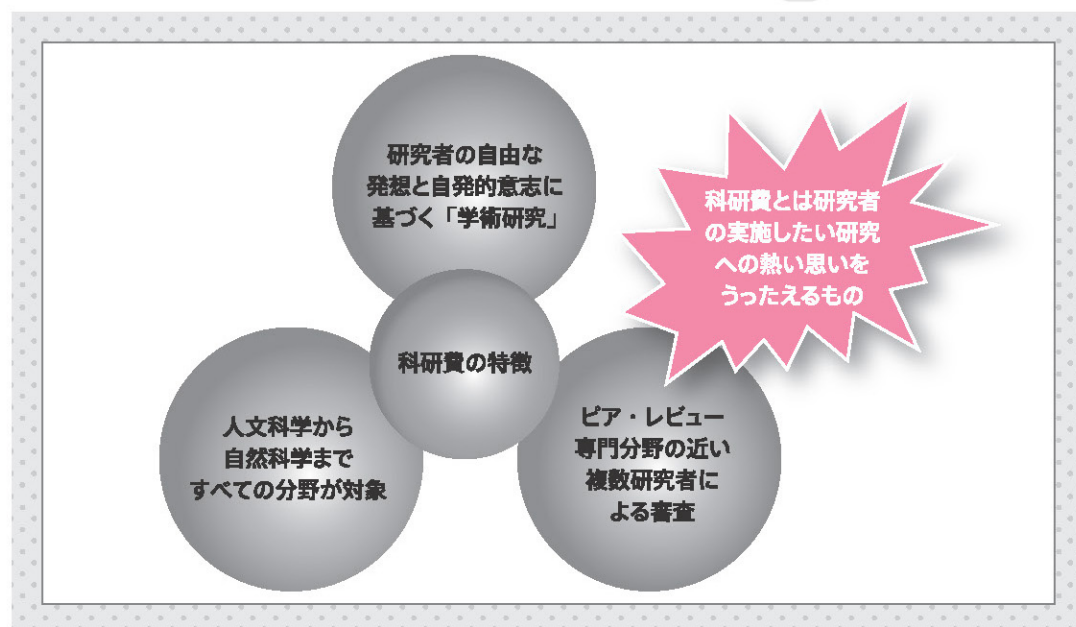 研究者の自由な
発想と自発的意志に
基づく「学術研究」
科研費とは研究者
の実施したい研究
への熱い思いを
うったえるもの
科研費の特徴
人文科学から
自然科学まで
すべての分野が対象
ピア・レビュー
専門分野の近い
複数研究者に
よる審査